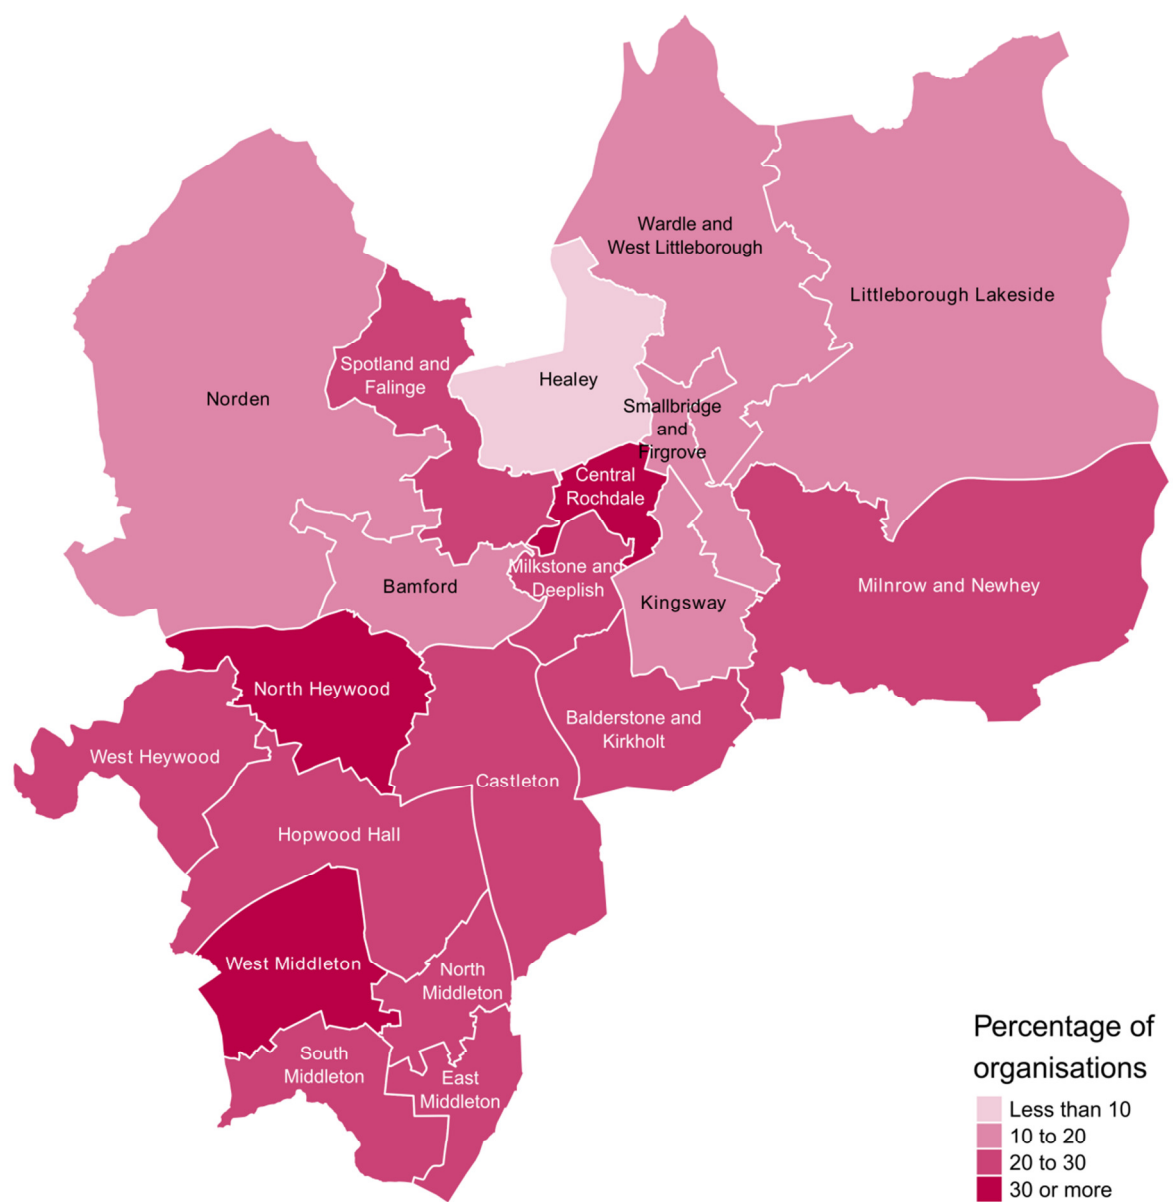 Wardle and
West Littleborough
Littleborough Lakeside
Spotland and
Falinge
Healey
Norden
Smallbridge
and
Firgrove
Central
Rochdale
Milkstone and
Deeplish
Bamford
Kingsway
Milnrow and Newhey
North Heywood
Balderstone and
Kirkholt
West Heywood
Castleton
Hopwood Hall
West Middleton
North
Middleton
South
Middleton
East
Middleton
Percentage of
organisations
Less than 10
10 to 20
20 to 30
30 or more